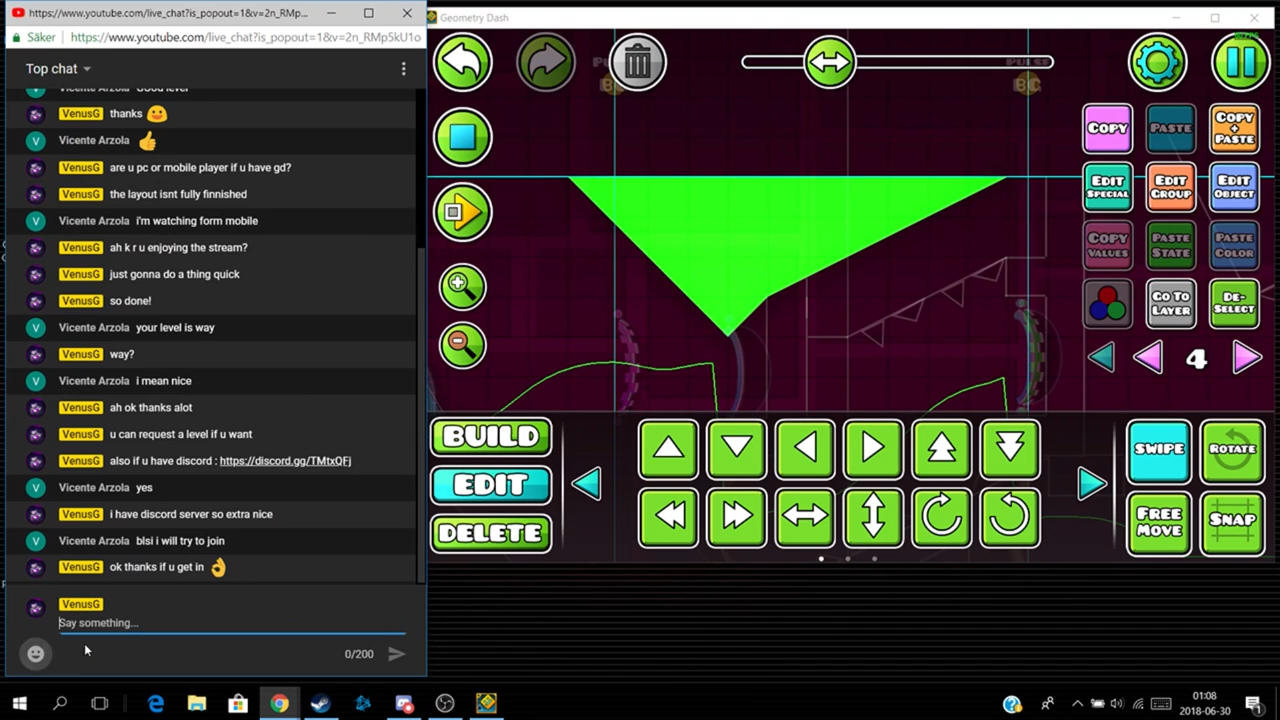 https://www.youtube.com/live_chat?is_popout=1&v=2n_RMp...
Säker https://www.youtube.com/live_chat?is_popout=1&v=2n_RMp5kU1o
Top chat
Vicente Arzola Good level
VenusG thanks
Vicente Arzola
VenusG are u pc or mobile player if u have gd?
VenusG the layout isnt fully finnished
Vicente Arzola i'm watching form mobile
VenusG ah k r u enjoying the stream?
VenusG just gonna do a thing quick
VenusG so done!
Vicente Arzola your level is way
VenusG way?
Vicente Arzola i mean nice
VenusG ah ok thanks alot
VenusG u can request a level if u want
VenusG also if u have discord : https://discord.gg/TMtxQFj
Vicente Arzola yes
VenusG i have discord server so extra nice
Vicente Arzola blsi i will try to join
VenusG ok thanks if u get in
VenusG
Say something...
0/200
Geometry Dash
PULSE
BG
COPY
PASTE
COPY + PASTE
EDIT SPECIAL
EDIT GROUP
EDIT OBJECT
COPY VALUES
PASTE STATE
PASTE COLOR
GO TO LAYER
DE-SELECT
4
BUILD
EDIT
DELETE
SWIPE
ROTATE
FREE MOVE
SNAP
01:08
2018-06-30